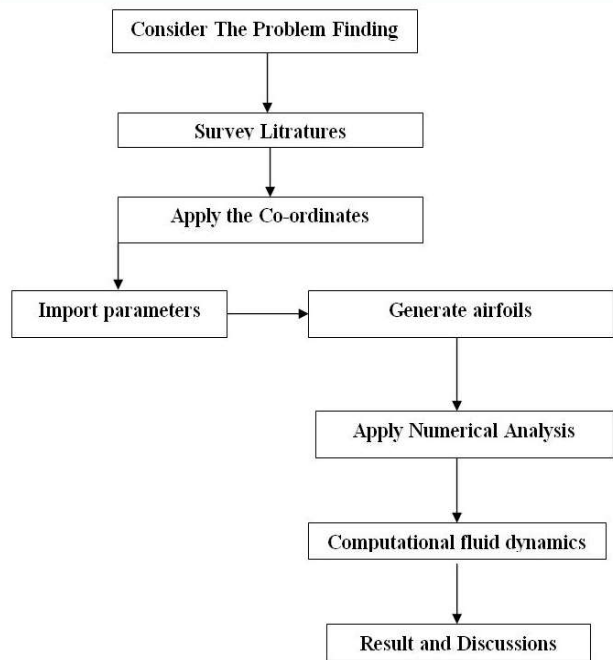 Consider The Problem Finding
Survey Litratures
Apply the Co-ordinates
Import parameters
Generate airfoils
Apply Numerical Analysis
Computational fluid dynamics
Result and Discussions